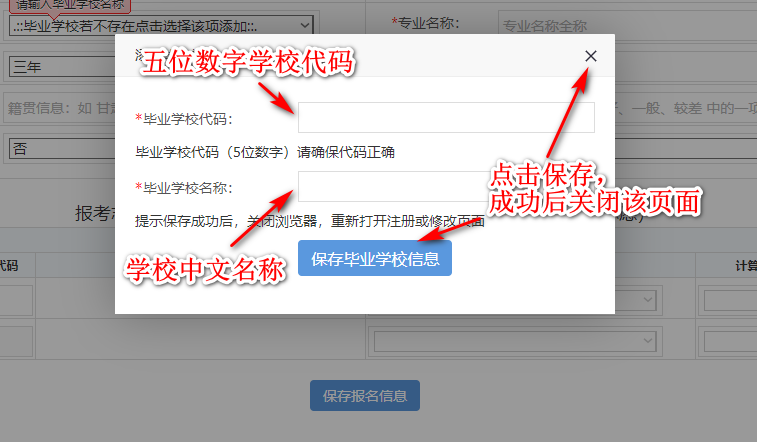 请输入毕业学校名称
.:::毕业学校若不存在点击选择该项添加::.
*专业名称：
专业名称全称
五位数字学校代码
三年
籍贯信息：如 甘肃
、一般、较差 中的一项
*毕业学校代码：
否
毕业学校代码（5位数字）请确保代码正确
点击保存，
*毕业学校名称：
成功后关闭该页面
报考
提示保存成功后，关闭浏览器，重新打开注册或修改页面
学校中文名称
保存毕业学校信息
代码
计算
保存报名信息